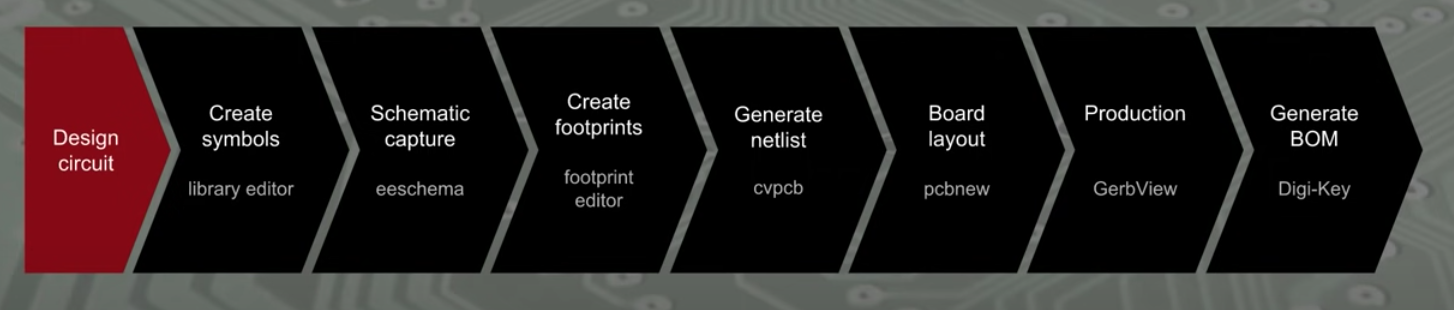 Design
circuit
Create
symbols
library editor
Schematic
capture
eeschema
Create
footprints
footprint
editor
Generate
netlist
cvpcb
Board
layout
pcbnew
Production
GerbView
Generate
BOM
Digi-Key